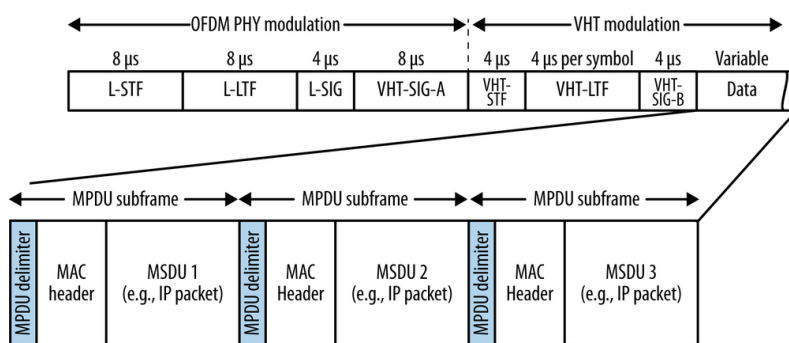 OFDM PHY modulation
VHT modulation
8 µs
8 µs
4 µs
8 µs
4 µs
4 µs per symbol
4 µs
Variable
L-STF
L-LTF
L-SIG
VHT-SIG-A
VHT-
STF
VHT-LTF
VHT-
SIG-B
Data
MPDU subframe
MPDU subframe
MPDU subframe
MPDU delimiter
MAC
header
MSDU 1
(e.g., IP packet)
MPDU delimiter
MAC
Header
MSDU 2
(e.g., IP packet)
MPDU delimiter
MAC
Header
MSDU 3
(e.g., IP packet)